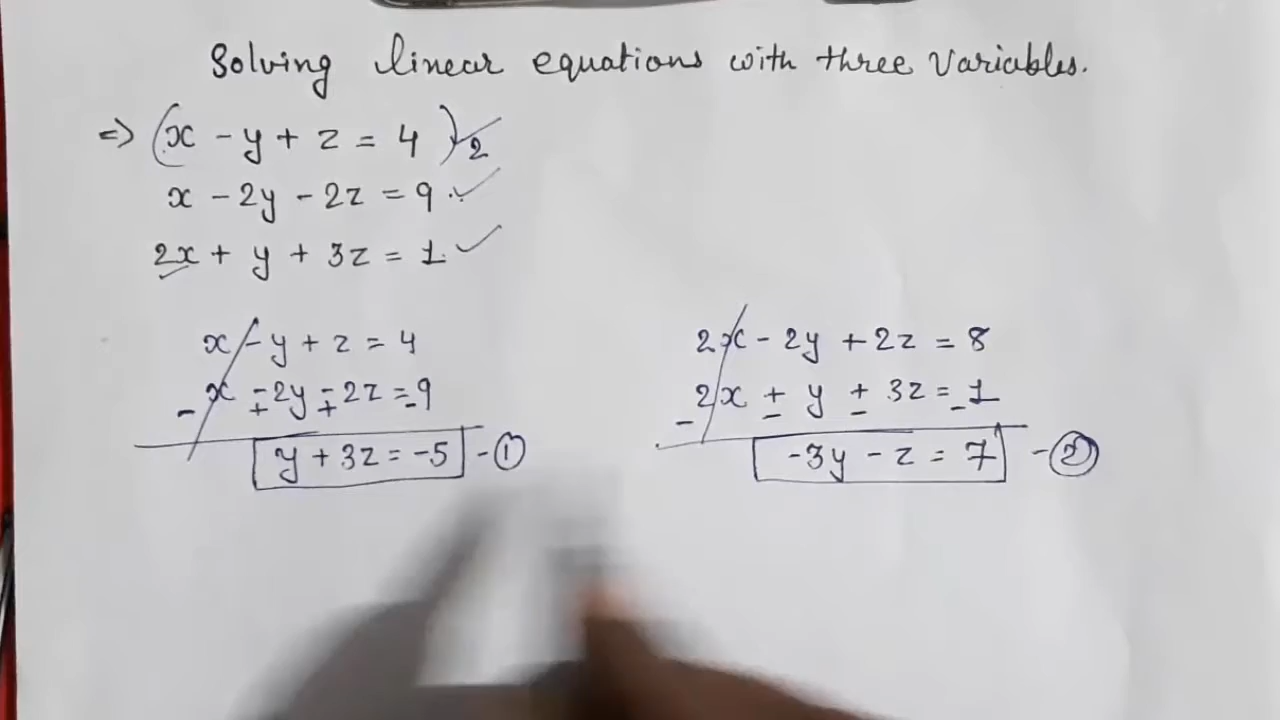 Solving linear equations with three variables.
=> (x - y + z = 4) 2
x - 2y - 2z = 9 ✓
2x + y + 3z = 1 ✓
x - y + z = 4
x - 2y - 2z = 9
- + + -
y + 3z = -5 - ①
2x - 2y + 2z = 8
2x + y + 3z = 1
- - - -
-3y - z = 7 - ②